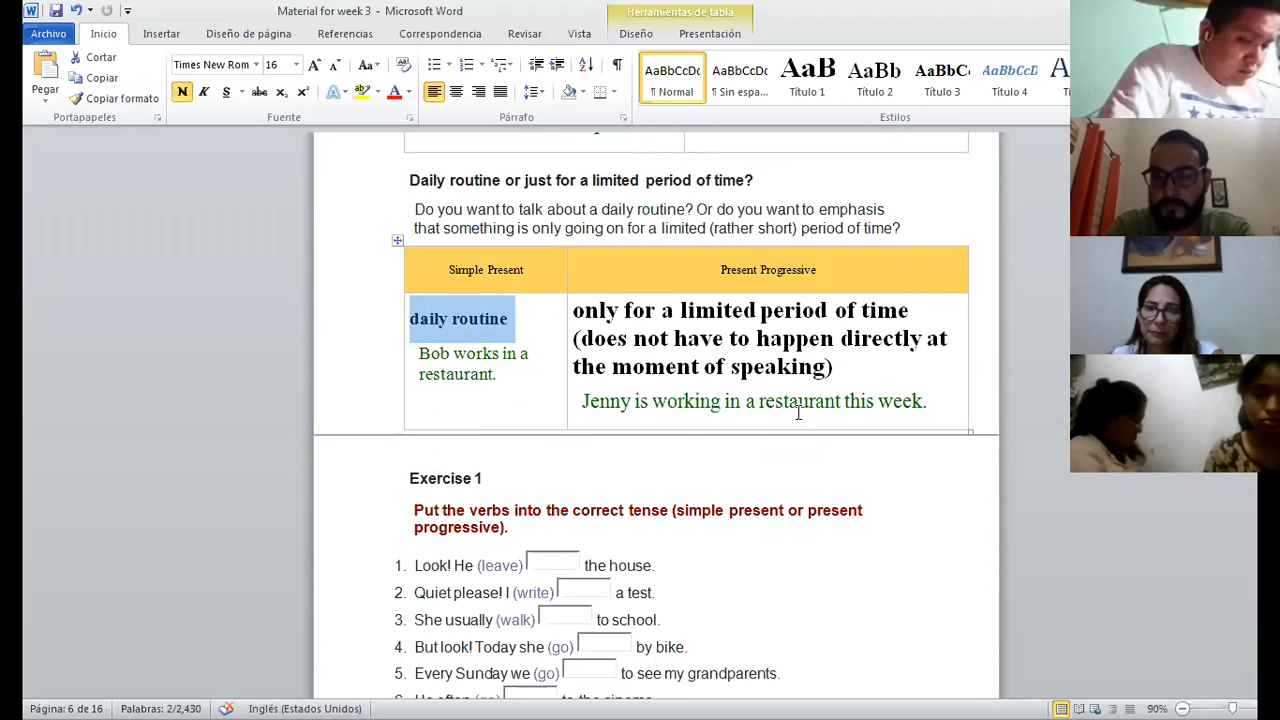 Material for week 3 - Microsoft Word
Herramientas de tabla
Archivo Inicio Insertar Diseño de página Referencias Correspondencia Revisar Vista Diseño Presentación
Pegar
Cortar
Copiar
Copiar formato
Portapapeles
Times New Rom 16
Fuente
Párrafo
AaBbCcDc
¶ Normal
AaBbCcDc
¶ Sin espa...
AaB
Título 1
AaBb
Título 2
AaBbC
Título 3
AaBbCcD
Título 4
Estilos
Daily routine or just for a limited period of time?
Do you want to talk about a daily routine? Or do you want to emphasis
that something is only going on for a limited (rather short) period of time?
Simple Present
Present Progressive
daily routine
Bob works in a
restaurant.
only for a limited period of time
(does not have to happen directly at
the moment of speaking)
Jenny is working in a restaurant this week.
Exercise 1
Put the verbs into the correct tense (simple present or present
progressive).
1. Look! He (leave) the house.
2. Quiet please! I (write) a test.
3. She usually (walk) to school.
4. But look! Today she (go) by bike.
5. Every Sunday we (go) to see my grandparents.
Página: 6 de 16 Palabras: 2/2,430 Inglés (Estados Unidos) 90%